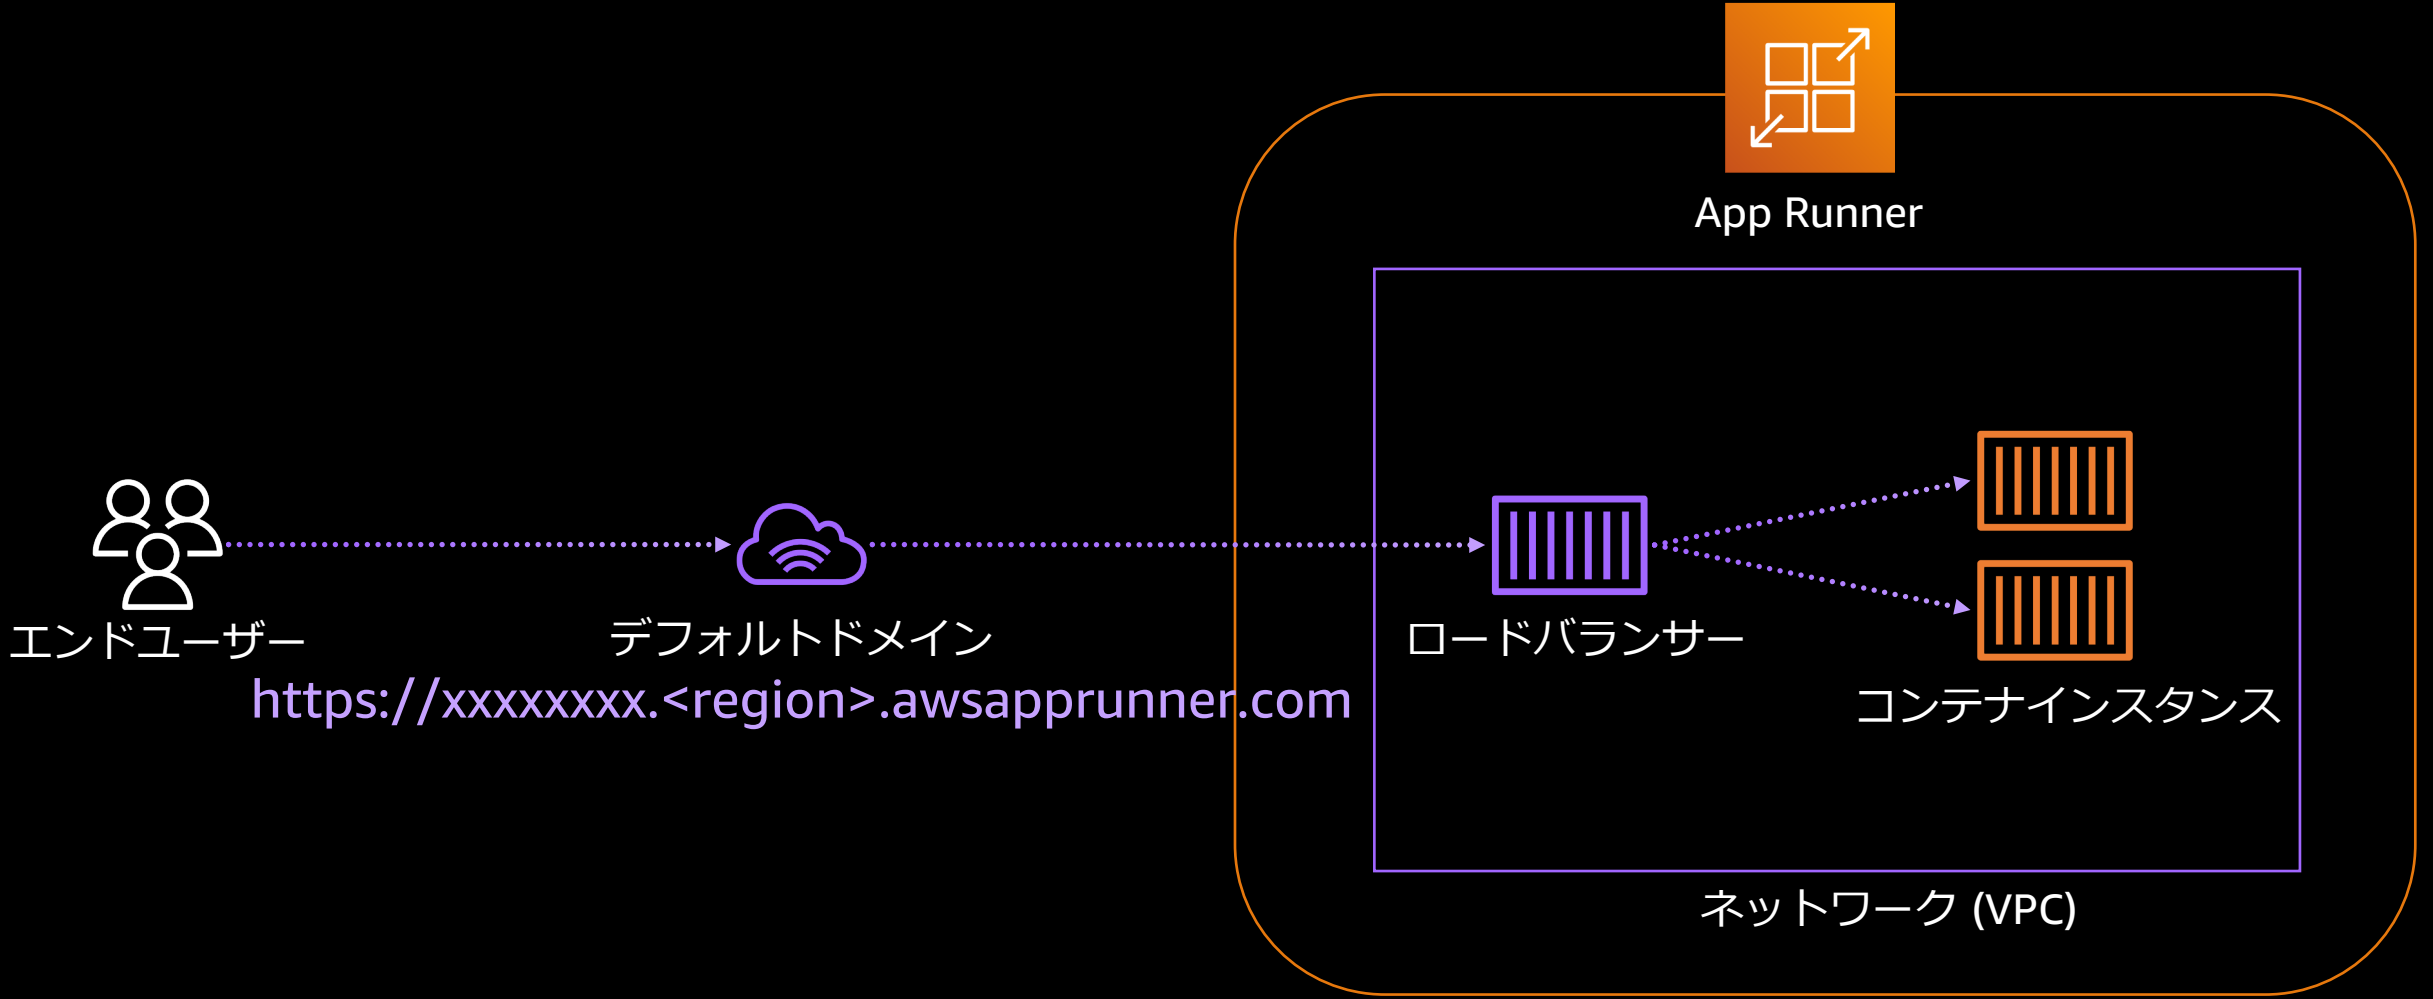 App Runner
エンドユーザー
デフォルトドメイン
https://xxxxxxxx.<region>.awsapprunner.com
ロードバランサー
コンテナインスタンス
ネットワーク (VPC)